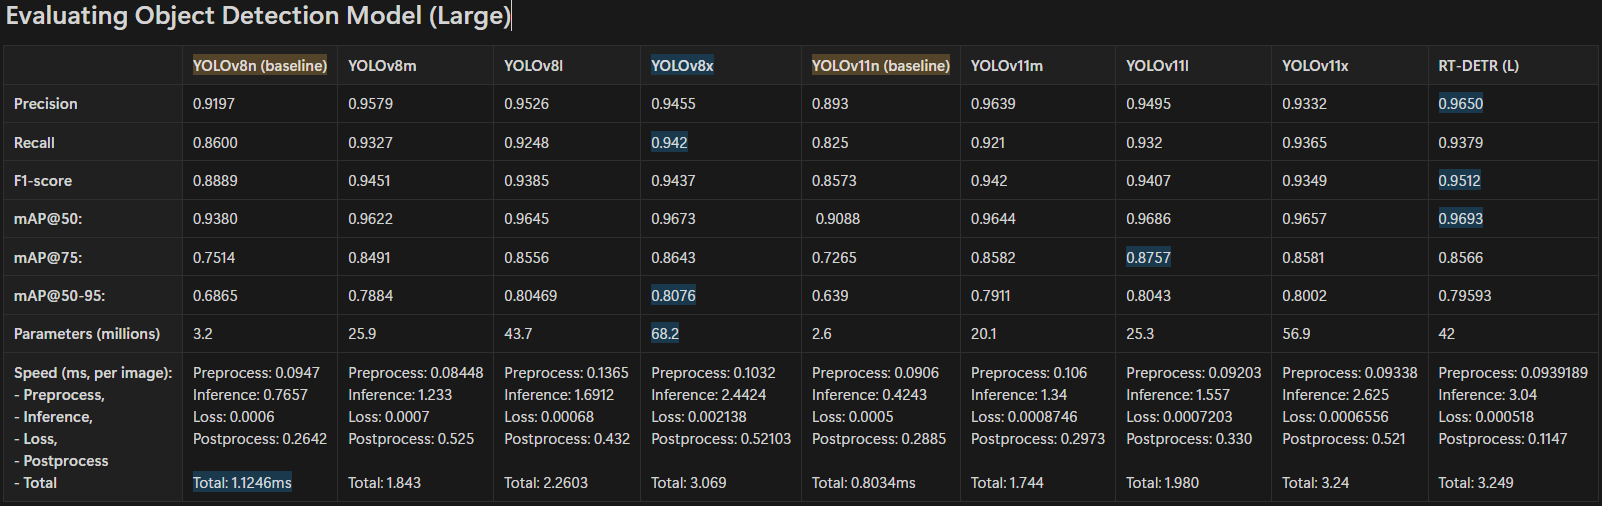 Evaluating Object Detection Model (Large)
YOLOv8n (baseline) YOLOv8m YOLOv8l YOLOv8x YOLOv11n (baseline) YOLOv11m YOLOv11l YOLOv11x RT-DETR (L)
Precision 0.9197 0.9579 0.9526 0.9455 0.893 0.9639 0.9495 0.9332 0.9650
Recall 0.8600 0.9327 0.9248 0.942 0.825 0.921 0.932 0.9365 0.9379
F1-score 0.8889 0.9451 0.9385 0.9437 0.8573 0.942 0.9407 0.9349 0.9512
mAP@50: 0.9380 0.9622 0.9645 0.9673 0.9088 0.9644 0.9686 0.9657 0.9693
mAP@75: 0.7514 0.8491 0.8556 0.8643 0.7265 0.8582 0.8757 0.8581 0.8566
mAP@50-95: 0.6865 0.7884 0.80469 0.8076 0.639 0.7911 0.8043 0.8002 0.79593
Parameters (millions) 3.2 25.9 43.7 68.2 2.6 20.1 25.3 56.9 42
Speed (ms, per image): Preprocess: 0.0947 Preprocess: 0.08448 Preprocess: 0.1365 Preprocess: 0.1032 Preprocess: 0.0906 Preprocess: 0.106 Preprocess: 0.09203 Preprocess: 0.09338 Preprocess: 0.0939189
- Preprocess, Inference: 0.7657 Inference: 1.233 Inference: 1.6912 Inference: 2.4424 Inference: 0.4243 Inference: 1.34 Inference: 1.557 Inference: 2.625 Inference: 3.04
- Inference, Loss: 0.0006 Loss: 0.0007 Loss: 0.00068 Loss: 0.002138 Loss: 0.0005 Loss: 0.0008746 Loss: 0.0007203 Loss: 0.0006556 Loss: 0.000518
- Loss, Postprocess: 0.2642 Postprocess: 0.525 Postprocess: 0.432 Postprocess: 0.52103 Postprocess: 0.2885 Postprocess: 0.2973 Postprocess: 0.330 Postprocess: 0.521 Postprocess: 0.1147
- Postprocess
- Total Total: 1.1246ms Total: 1.843 Total: 2.2603 Total: 3.069 Total: 0.8034ms Total: 1.744 Total: 1.980 Total: 3.24 Total: 3.249